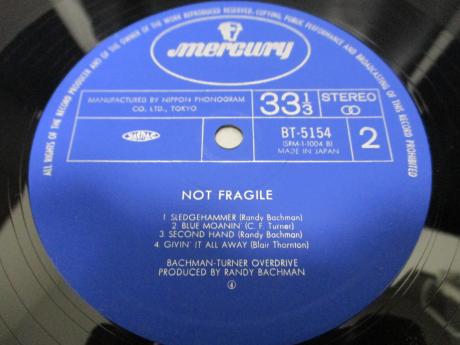 ALL RIGHTS OF THE RECORD PRODUCER AND OF THE OWNER OF THE WORK REPRODUCED RESERVED-COPYING, PUBLIC PERFORMANCE AND BROADCASTING OF THIS RECORD PROHIBITED
mercury
MANUFACTURED BY NIPPON PHONOGRAM CO. LTD., TOKYO
33 1/3
STEREO
BT-5154
(SRM-1-1004 B)
MADE IN JAPAN
2
NOT FRAGILE
1 SLEDGEHAMMER (Randy Bachman)
2 BLUE MOANIN' (C. F. Turner)
3 SECOND HAND (Randy Bachman)
4 GIVIN' IT ALL AWAY (Blair Thornton)
BACHMAN-TURNER OVERDRIVE
PRODUCED BY RANDY BACHMAN
4